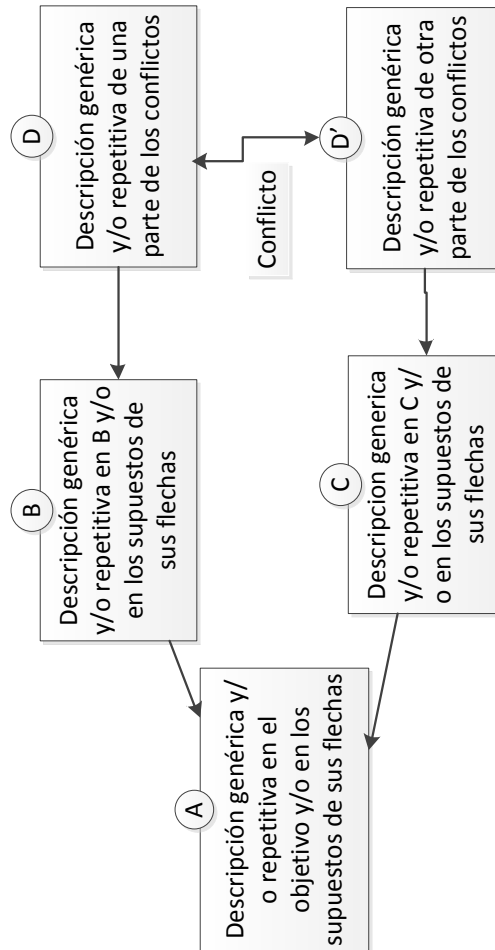 A
Descripción genérica y/
o repetitiva en el
objetivo y/o en los
supuestos de sus flechas
B
Descripción genérica
y/o repetitiva en B y/o
en los supuestos de
sus flechas
D
Descripción genérica
y/o repetitiva de una
parte de los conflictos
Conflicto
C
Descripcion generica
y/o repetitiva en C y/
o en los supuestos de
sus flechas
D'
Descripción genérica
y/o repetitiva de otra
parte de los conflictos